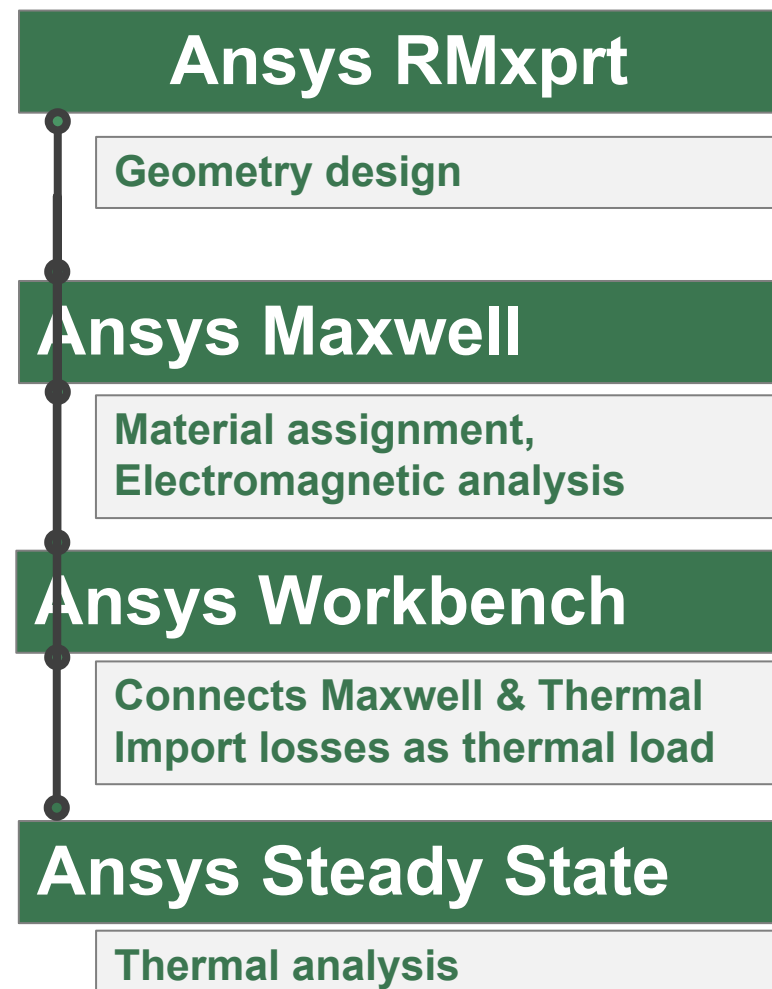 Ansys RMxprt
Geometry design
Ansys Maxwell
Material assignment,
Electromagnetic analysis
Ansys Workbench
Connects Maxwell & Thermal
Import losses as thermal load
Ansys Steady State
Thermal analysis